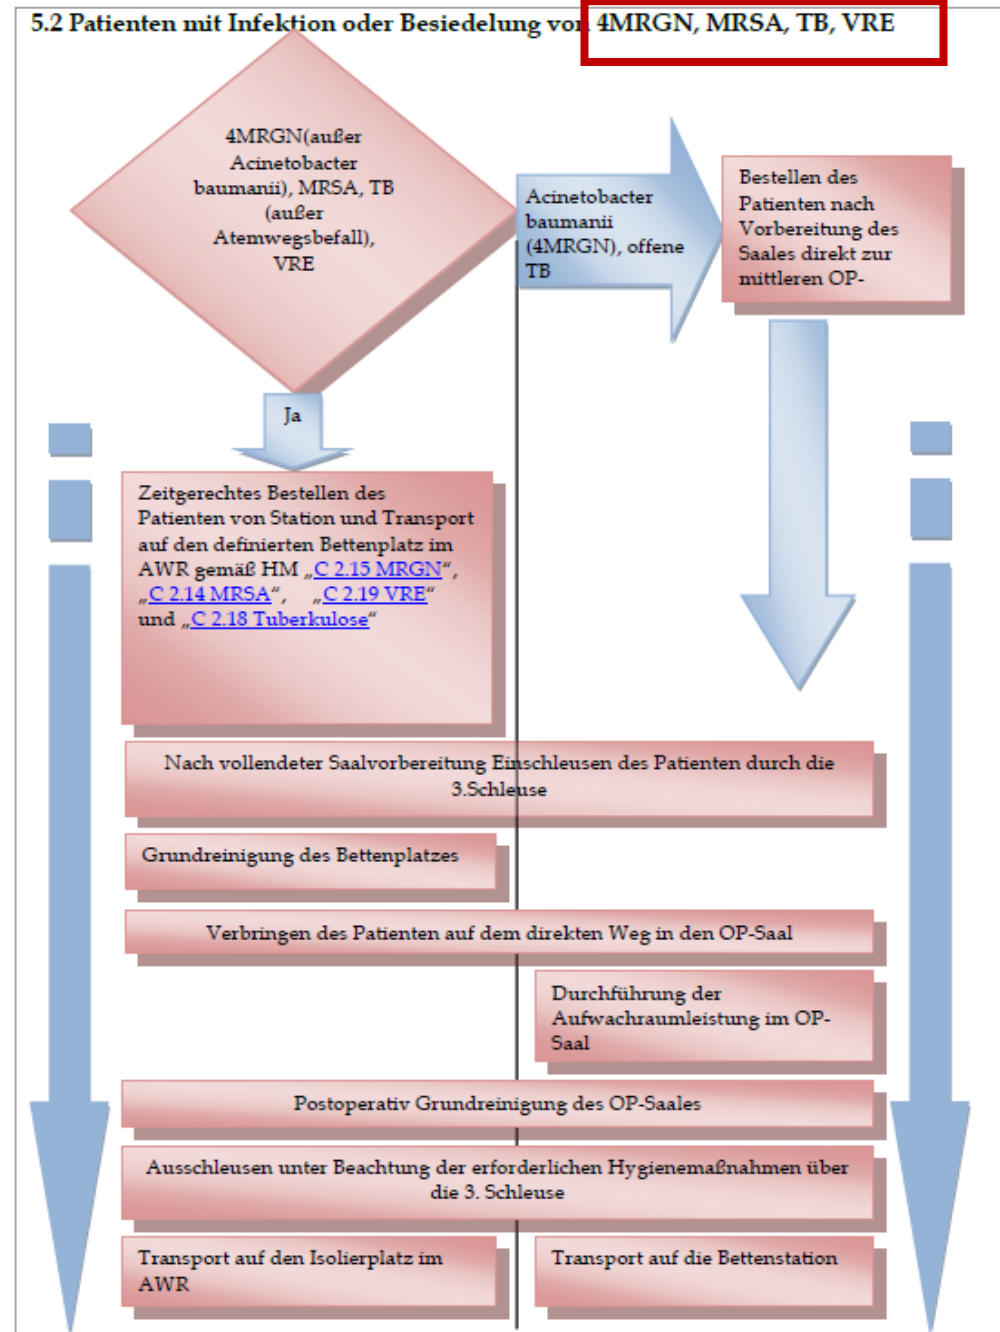 5.2 Patienten mit Infektion oder Besiedelung von 4MRGN, MRSA, TB, VRE
4MRGN(außer
Acinetobacter
baumanii), MRSA, TB
(außer
Atemwegsbefall),
VRE
Acinetobacter
baumanii
(4MRGN), offene
TB
Bestellen des
Patienten nach
Vorbereitung des
Saales direkt zur
mittleren OP-
Ja
Zeitgerechtes Bestellen des
Patienten von Station und Transport
auf den definierten Bettenplatz im
AWR gemäß HM „C 2.15 MRGN“,
„C 2.14 MRSA“, „C 2.19 VRE“
und „C 2.18 Tuberkulose“
Nach vollendeter Saalvorbereitung Einschleusen des Patienten durch die
3.Schleuse
Grundreinigung des Bettenplatzes
Verbringen des Patienten auf dem direkten Weg in den OP-Saal
Durchführung der
Aufwachraumleistung im OP-
Saal
Postoperativ Grundreinigung des OP-Saales
Ausschleusen unter Beachtung der erforderlichen Hygienemaßnahmen über
die 3. Schleuse
Transport auf den Isolierplatz im
AWR
Transport auf die Bettenstation